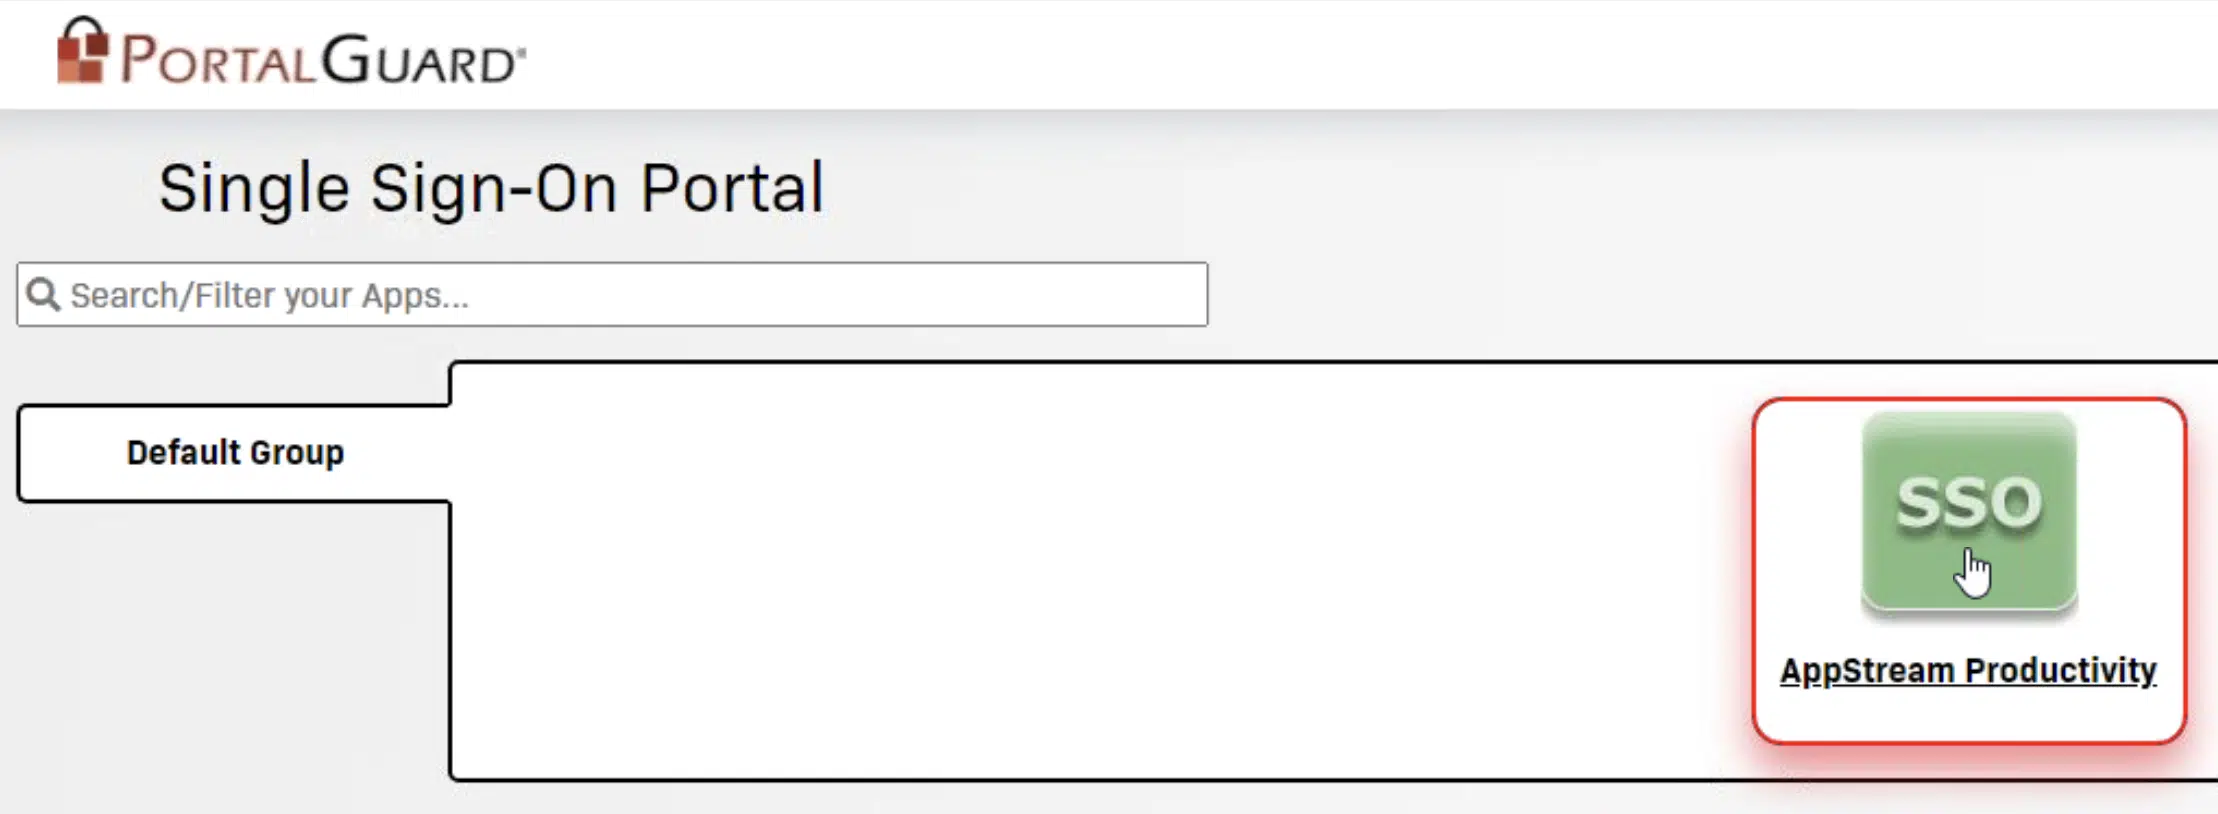 PORTALGUARD®
Single Sign-On Portal
Search/Filter your Apps...
Default Group
SSO
AppStream Productivity